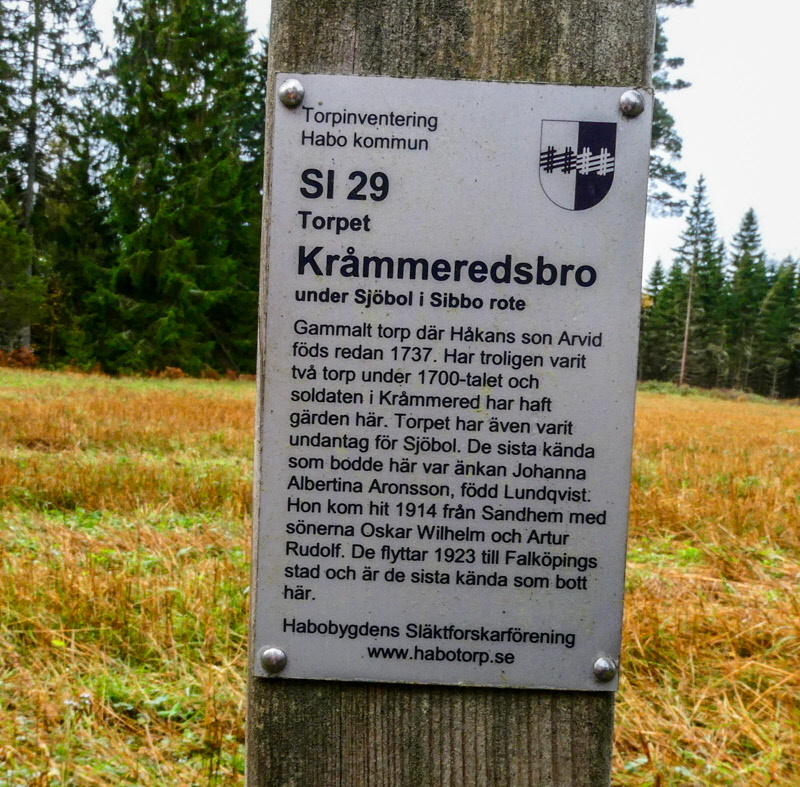 Torpinventering
Habo kommun
SI 29
Torpet
Kråmmeredsbro
under Sjöbol i Sibbo rote
Gammalt torp där Håkans son Arvid
föds redan 1737. Har troligen varit
två torp under 1700-talet och
soldaten i Kråmmered har haft
gärden här. Torpet har även varit
undantag för Sjöbol. De sista kända
som bodde här var änkan Johanna
Albertina Aronsson, född Lundqvist.
Hon kom hit 1914 från Sandhem med
sönerna Oskar Wilhelm och Artur
Rudolf. De flyttar 1923 till Falköpings
stad och är de sista kända som bott
här.
Habobygdens Släktforskarförening
www.habotorp.se